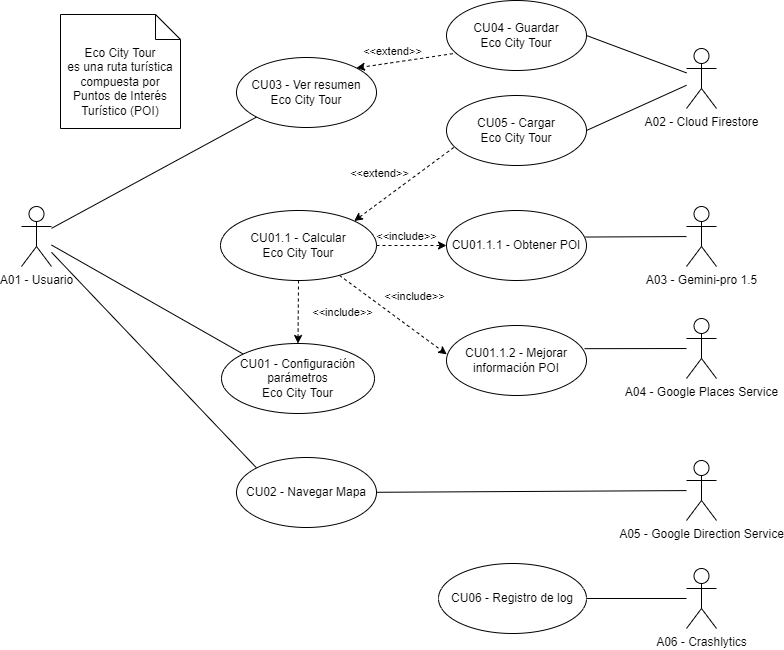 Eco City Tour
es una ruta turística
compuesta por
Puntos de Interés
Turístico (POI)
CU04 - Guardar
Eco City Tour
<<extend>>
CU03 - Ver resumen
Eco City Tour
A02 - Cloud Firestore
CU05 - Cargar
Eco City Tour
<<extend>>
A01 - Usuario
CU01.1 - Calcular
Eco City Tour
<<include>>
CU01.1.1 - Obtener POI
A03 - Gemini-pro 1.5
<<include>>
<<include>>
CU01 - Configuración
parámetros
Eco City Tour
CU01.1.2 - Mejorar
información POI
A04 - Google Places Service
CU02 - Navegar Mapa
A05 - Google Direction Service
CU06 - Registro de log
A06 - Crashlytics